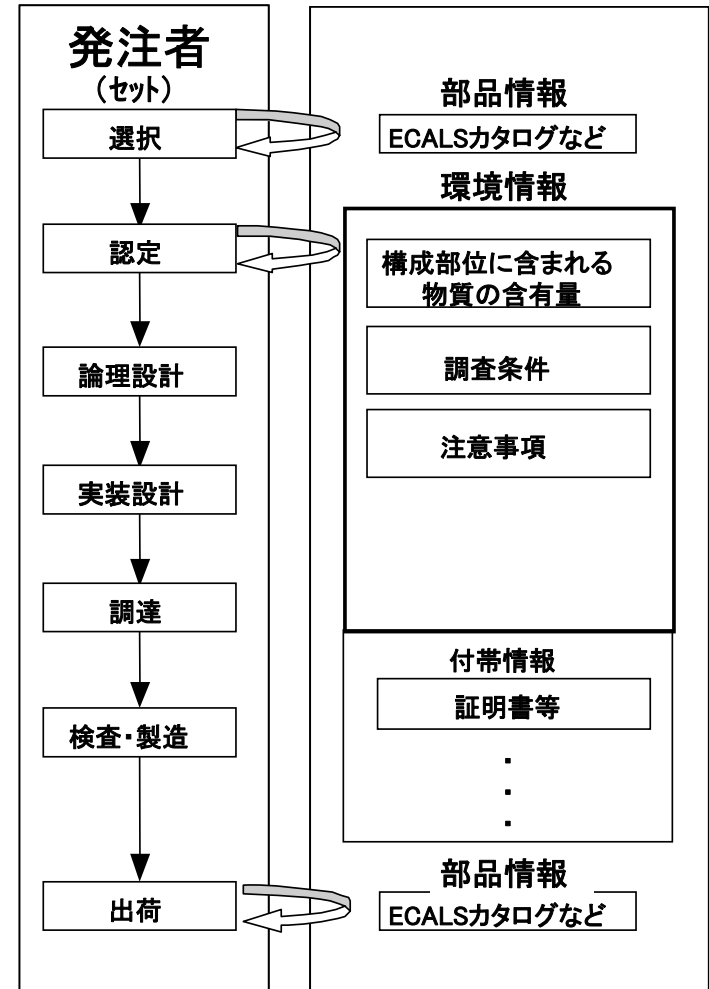 発注者
(セット)
選択
認定
論理設計
実装設計
調達
検査・製造
出荷
部品情報
ECALSカタログなど
環境情報
構成部位に含まれる
物質の含有量
調査条件
注意事項
付帯情報
証明書等
・
・
・
部品情報
ECALSカタログなど